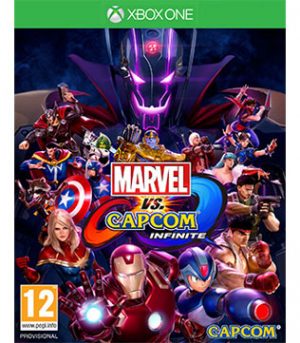 XBOX ONE
MARVEL
VS.
CAPCOM
INFINITE
12
www.pegi.info
PROVISIONAL
CAPCOM